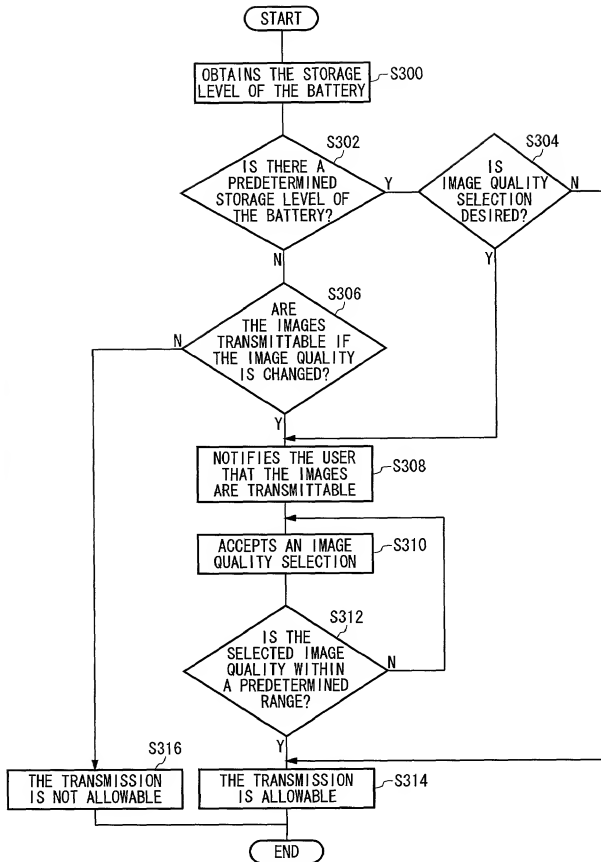 START
OBTAINS THE STORAGE
LEVEL OF THE BATTERY
S300
S302
IS THERE A
PREDETERMINED
STORAGE LEVEL OF
THE BATTERY?
Y
N
S304
IS
IMAGE QUALITY
SELECTION
DESIRED?
N
Y
S306
ARE
THE IMAGES
TRANSMITTABLE IF
THE IMAGE QUALITY
IS CHANGED?
N
Y
NOTIFIES THE USER
THAT THE IMAGES
ARE TRANSMITTABLE
S308
ACCEPTS AN IMAGE
QUALITY SELECTION
S310
S312
IS THE
SELECTED IMAGE
QUALITY WITHIN
A PREDETERMINED
RANGE?
N
Y
S316
THE TRANSMISSION
IS NOT ALLOWABLE
THE TRANSMISSION
IS ALLOWABLE
S314
END